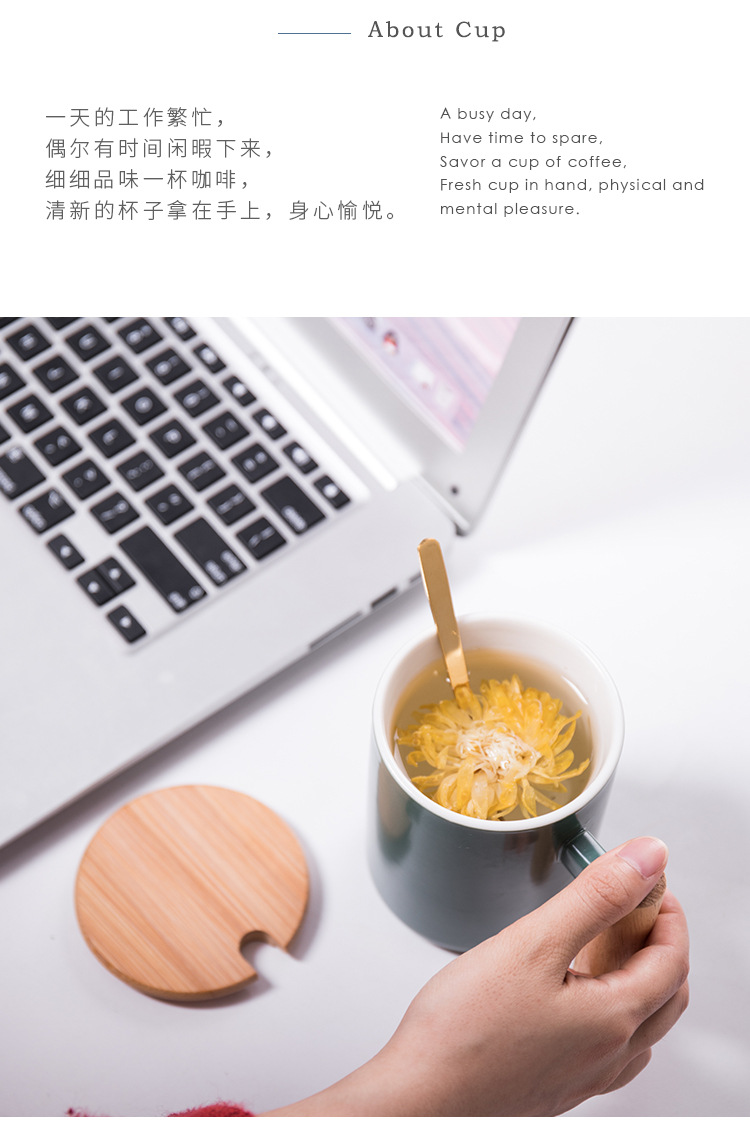 About Cup
一天的工作繁忙，
偶尔有时间闲暇下来，
细细品味一杯咖啡，
清新的杯子拿在手上，身心愉悦。
A busy day,
Have time to spare,
Savor a cup of coffee,
Fresh cup in hand, physical and
mental pleasure.